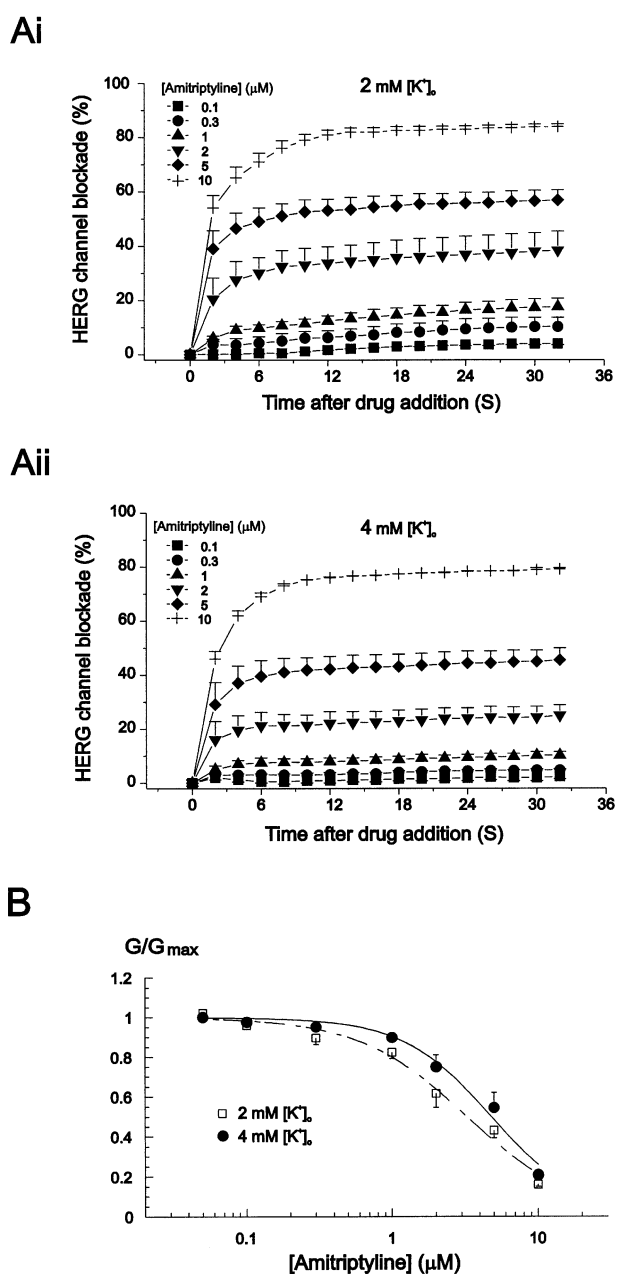 Ai
2 mM [K⁺]ₒ
[Amitriptyline] (μM)
0.1
0.3
1
2
5
10
HERG channel blockade (%)
100
80
60
40
20
0
0 6 12 18 24 30 36
Time after drug addition (S)
Aii
4 mM [K⁺]ₒ
[Amitriptyline] (μM)
0.1
0.3
1
2
5
10
HERG channel blockade (%)
100
80
60
40
20
0
0 6 12 18 24 30 36
Time after drug addition (S)
B
G/Gmax
1.2
1
0.8
0.6
0.4
0.2
0
2 mM [K⁺]ₒ
4 mM [K⁺]ₒ
0.1 1 10
[Amitriptyline] (μM)